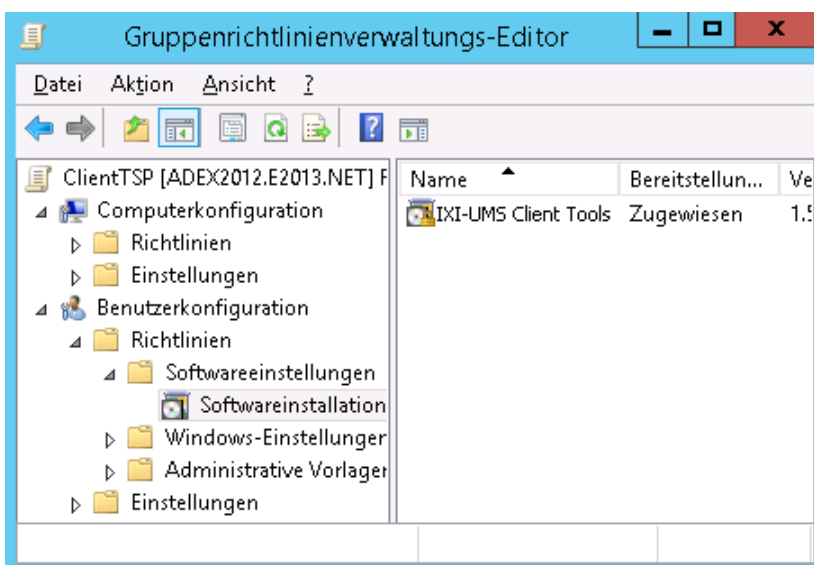 Gruppenrichtlinienverwaltungs-Editor
Datei Aktion Ansicht ?
ClientTSP [ADEX2012.E2013.NET]
Computerkonfiguration
Richtlinien
Einstellungen
Benutzerkonfiguration
Richtlinien
Softwareeinstellungen
Softwareinstallation
Windows-Einstellunger
Administrative Vorlager
Einstellungen
Name Bereitstellun... Ve
IXI-UMS Client Tools Zugewiesen 1.5